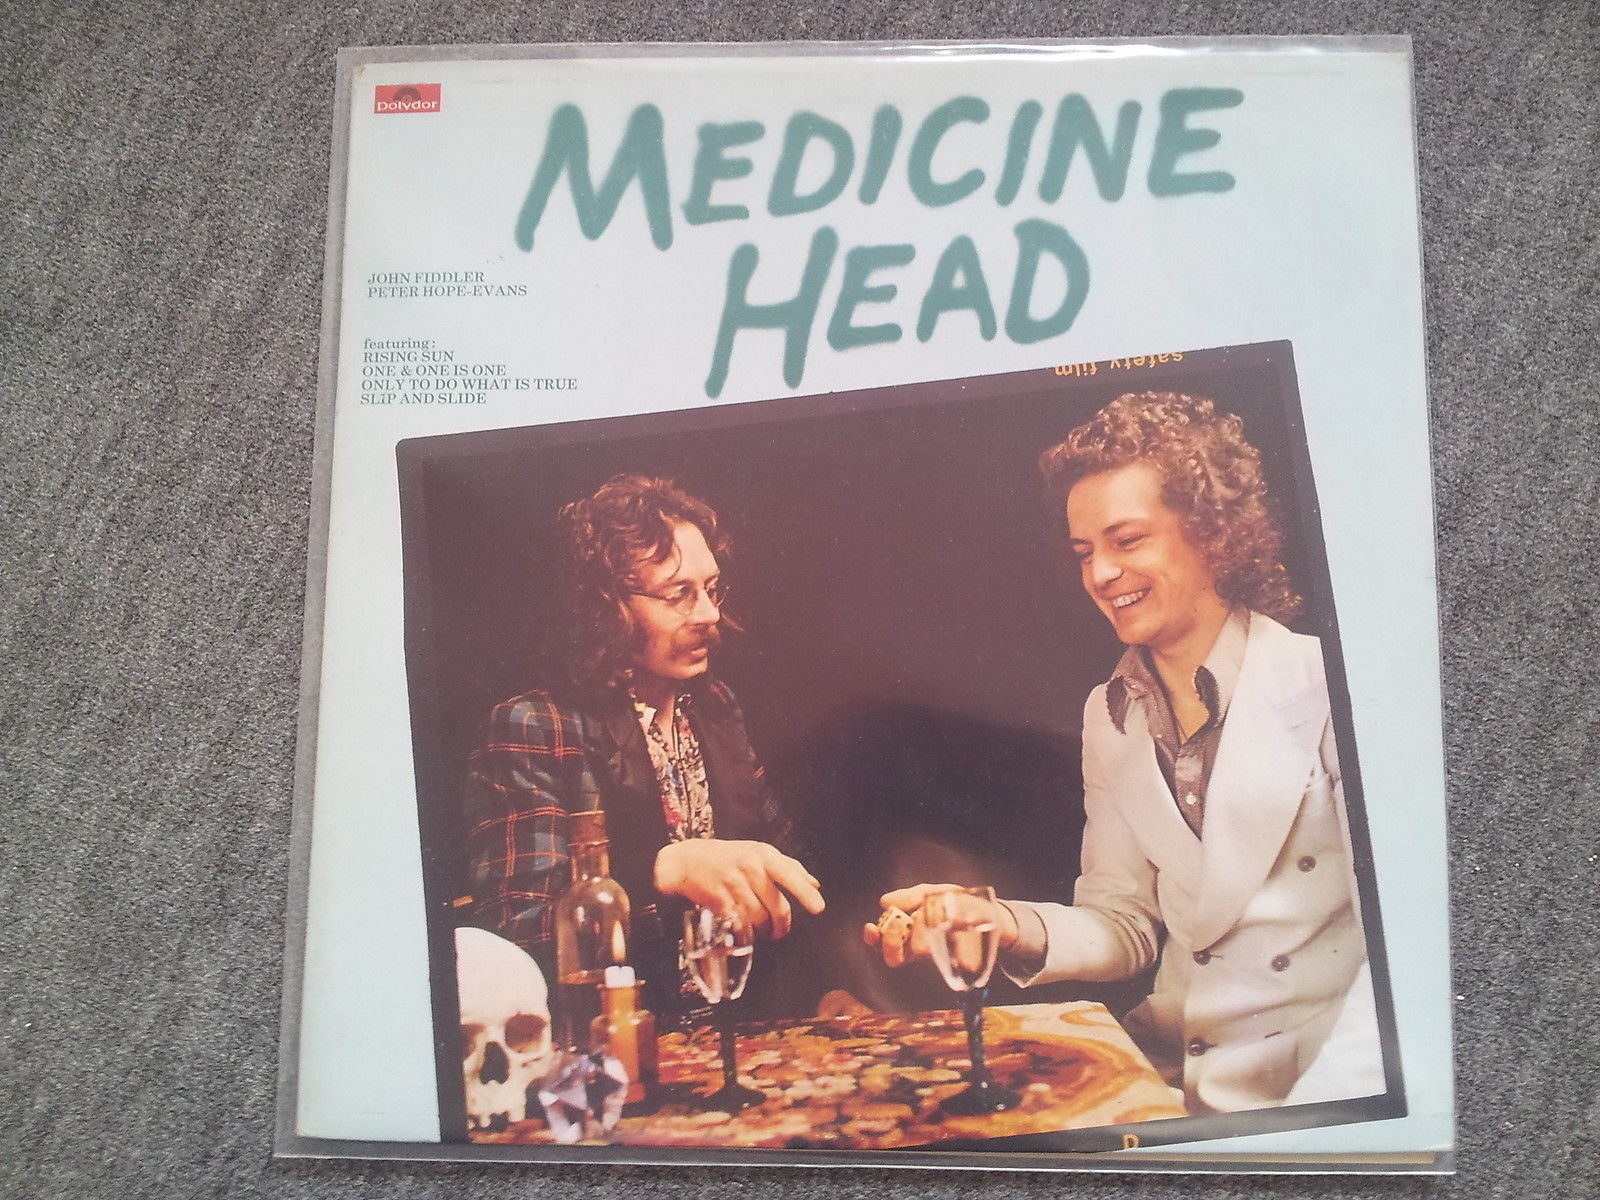 polydor
MEDICINE
HEAD
JOHN FIDDLER
PETER HOPE-EVANS
featuring:
RISING SUN
ONE & ONE IS ONE
ONLY TO DO WHAT IS TRUE
SLIP AND SLIDE
safety film
D